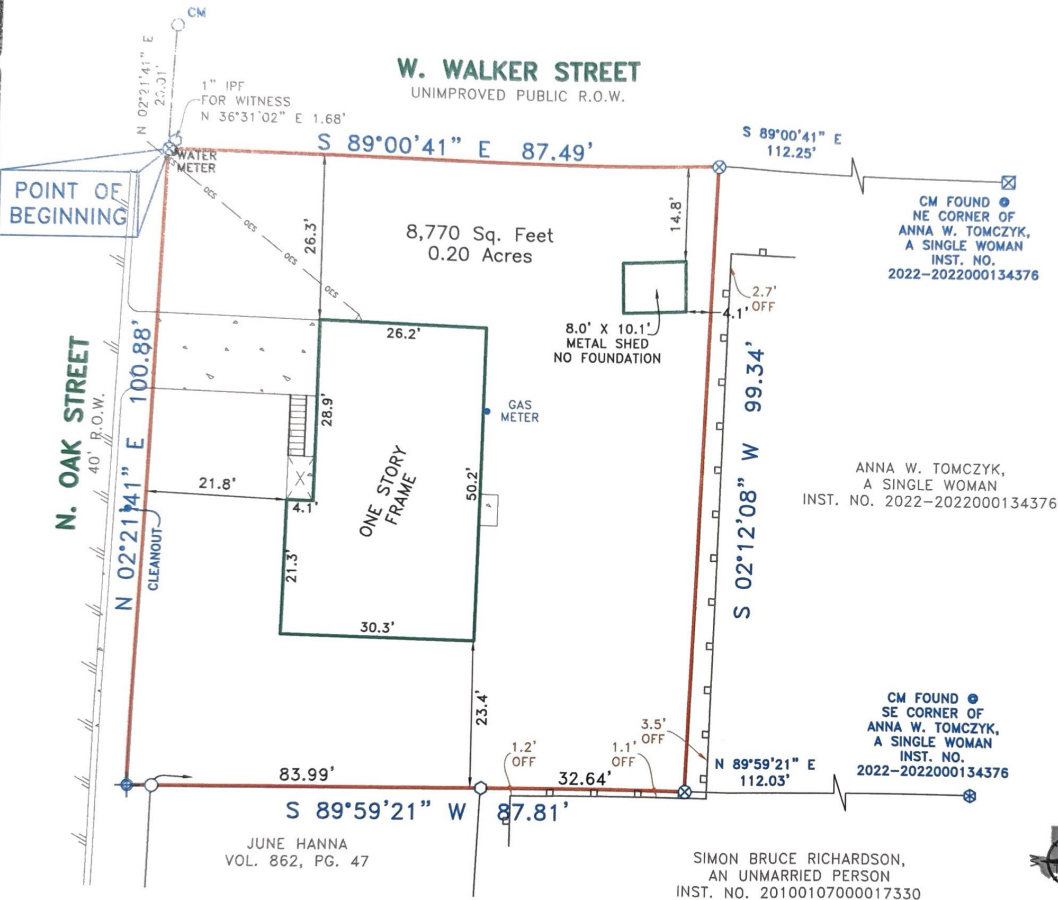 CM
N 02°21'41" E
20.01'
W. WALKER STREET
UNIMPROVED PUBLIC R.O.W.
1" IPF
FOR WITNESS
N 36°31'02" E 1.68'
WATER
METER
POINT OF
BEGINNING
S 89°00'41" E 87.49'
S 89°00'41" E
112.25'
CM FOUND @
NE CORNER OF
ANNA W. TOMCZYK,
A SINGLE WOMAN
INST. NO.
2022-2022000134376
26.3'
8,770 Sq. Feet
0.20 Acres
14.8'
2.7'
OFF
4.1'
8.0' X 10.1'
METAL SHED
NO FOUNDATION
26.2'
N. OAK STREET
40' R.O.W.
N 02°21'41" E 100.88'
28.9'
GAS
METER
S 02°12'08" W 99.34'
ANNA W. TOMCZYK,
A SINGLE WOMAN
INST. NO. 2022-2022000134376
21.8'
4.1'
ONE STORY
FRAME
50.2'
CLEANOUT
21.3'
30.3'
23.4'
CM FOUND @
SE CORNER OF
ANNA W. TOMCZYK,
A SINGLE WOMAN
INST. NO.
2022-2022000134376
3.5'
OFF
1.2'
OFF
1.1'
OFF
N 89°59'21" E
112.03'
83.99'
32.64'
S 89°59'21" W 87.81'
JUNE HANNA
VOL. 862, PG. 47
SIMON BRUCE RICHARDSON,
AN UNMARRIED PERSON
INST. NO. 20100107000017330